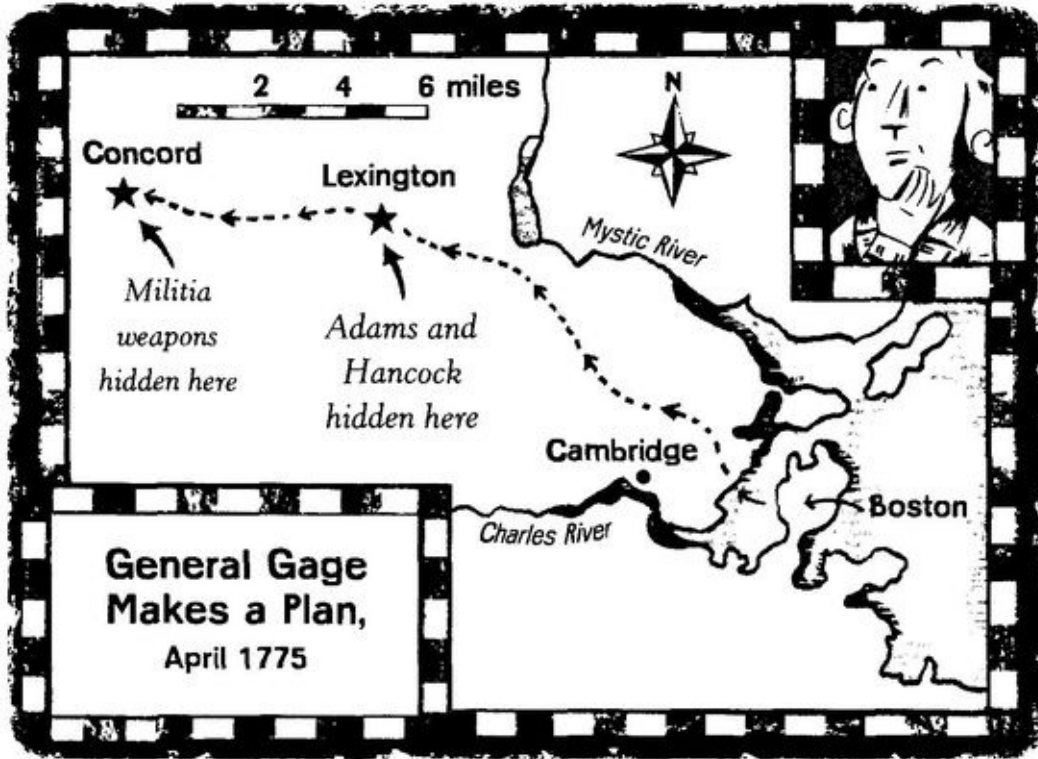 2 4 6 miles
N
Concord
Lexington
Mystic River
Militia
weapons
hidden here
Adams and
Hancock
hidden here
Cambridge
Boston
Charles River
General Gage
Makes a Plan,
April 1775